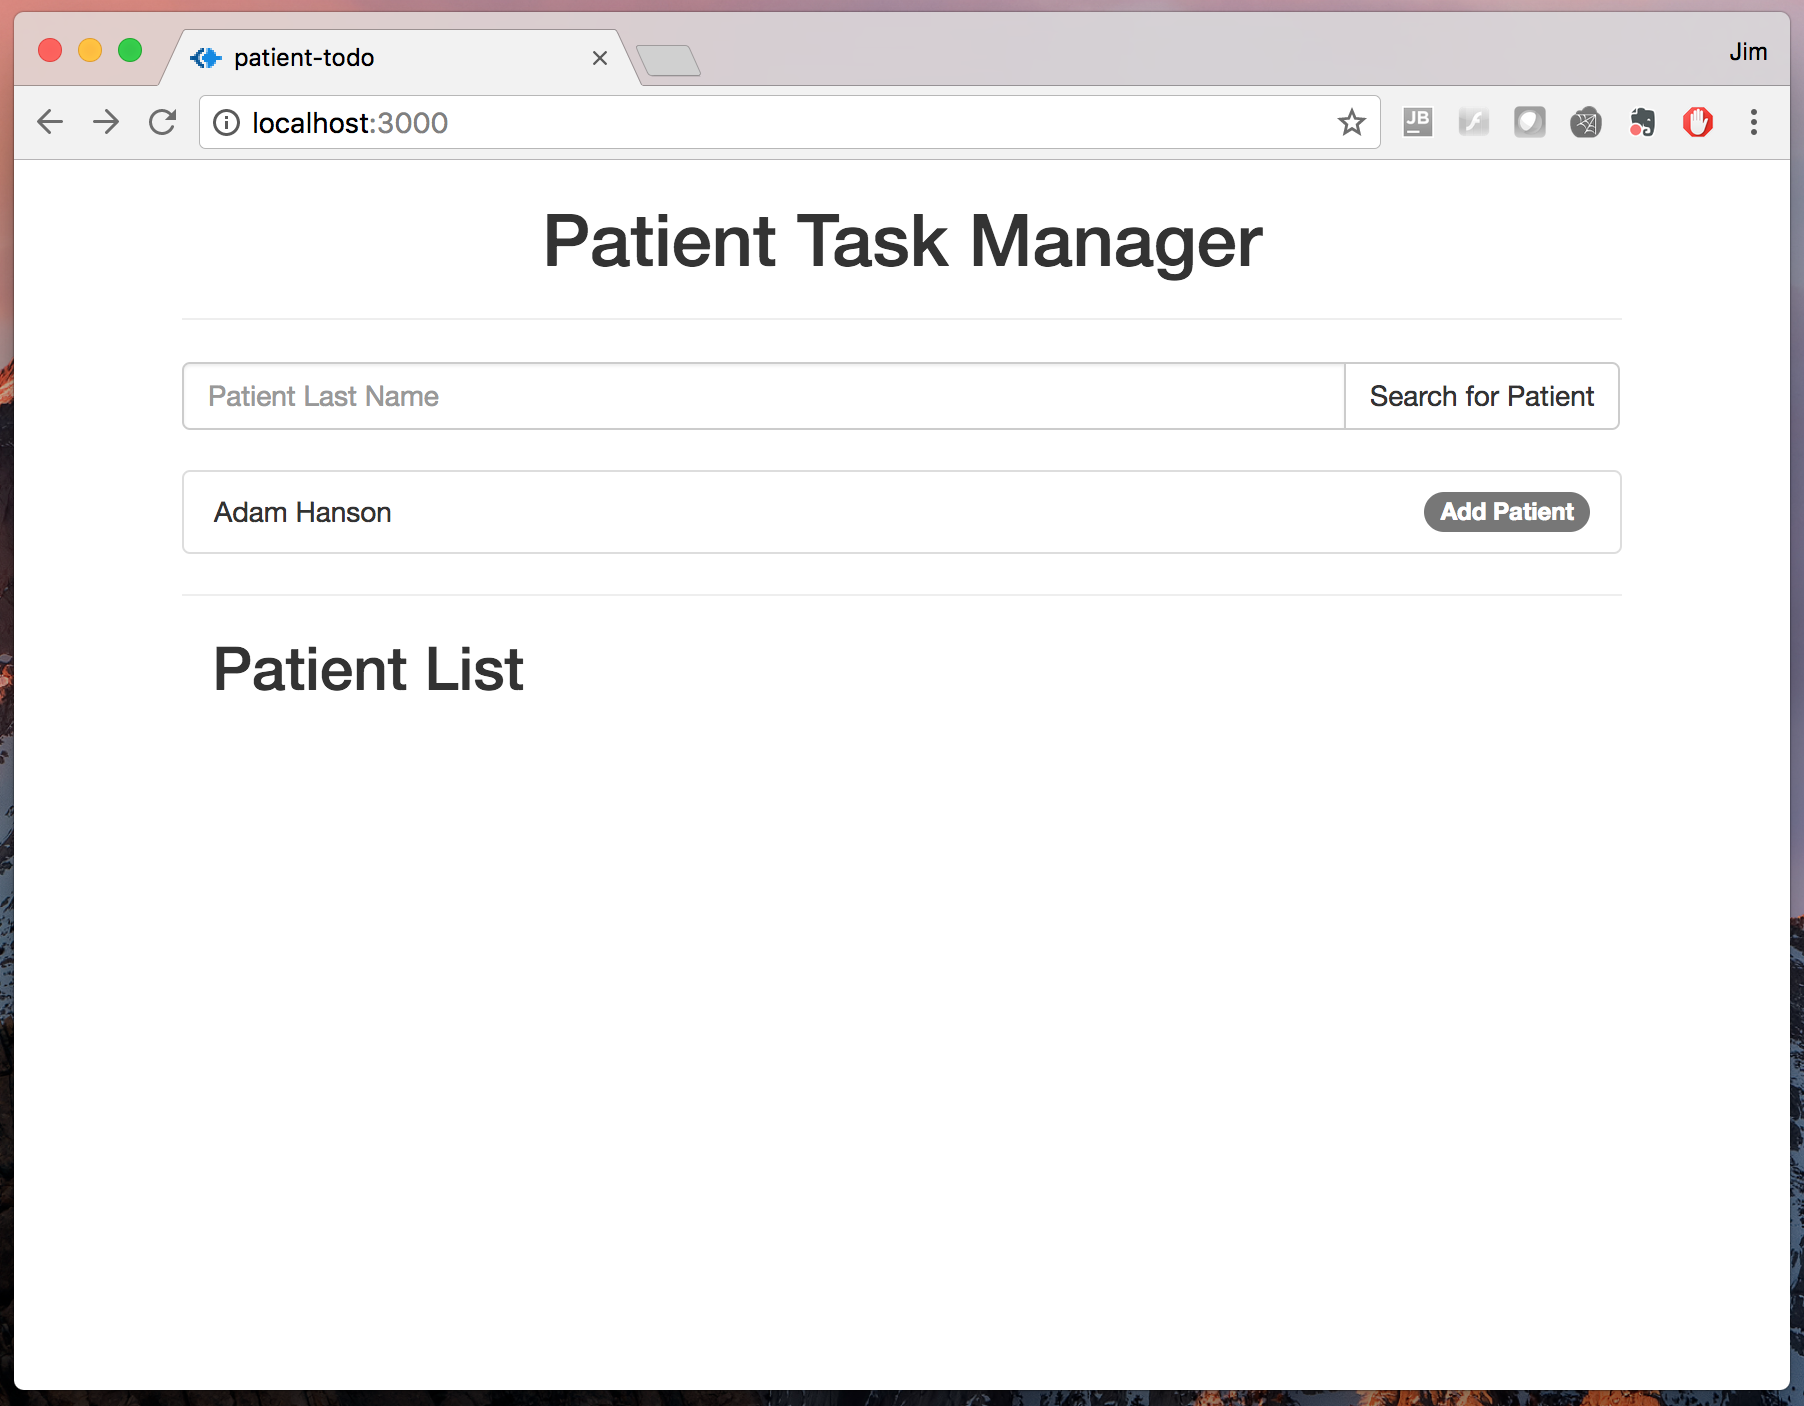 patient-todo
Jim
localhost:3000
JB
Patient Task Manager
Patient Last Name
Search for Patient
Adam Hanson
Add Patient
Patient List